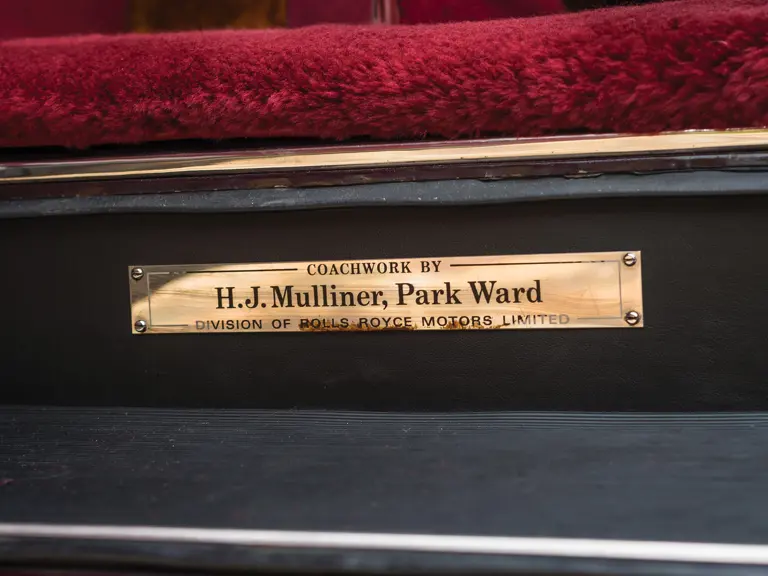 COACHWORK BY
H.J. Mulliner, Park Ward
DIVISION OF ROLLS ROYCE MOTORS LIMITED